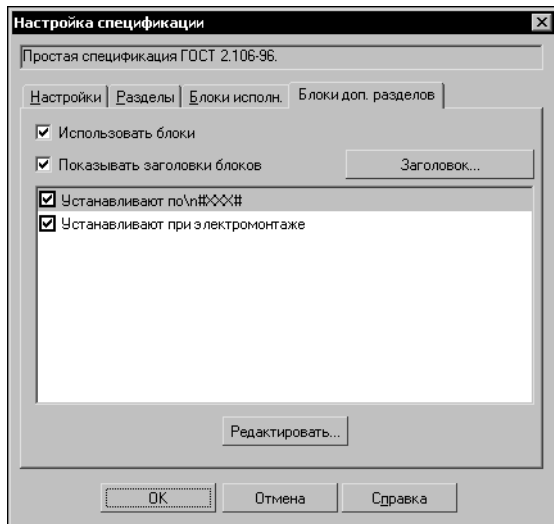 Настройка спецификации
Простая спецификация ГОСТ 2.106-96.
Настройки Разделы Блоки исполн. Блоки доп. разделов
Использовать блоки
Показывать заголовки блоков Заголовок...
Устанавливают по\n#XXX#
Устанавливают при электромонтаже
Редактировать...
OK Отмена Справка